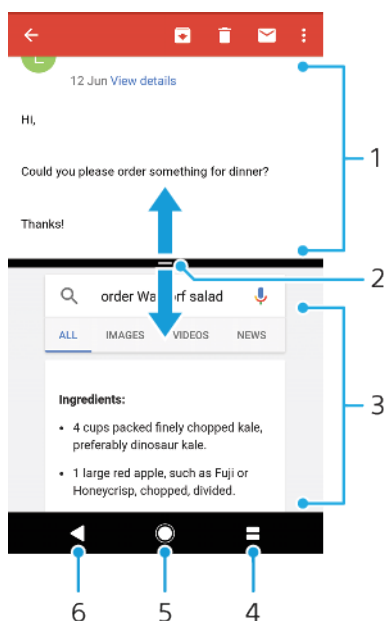 12 Jun View details
Hi,
Could you please order something for dinner?
Thanks!
order Wa rf salad
ALL IMAGES VIDEOS NEWS
Ingredients:
• 4 cups packed finely chopped kale,
preferably dinosaur kale.
• 1 large red apple, such as Fuji or
Honeycrisp, chopped, divided.
1
2
3
6 5 4